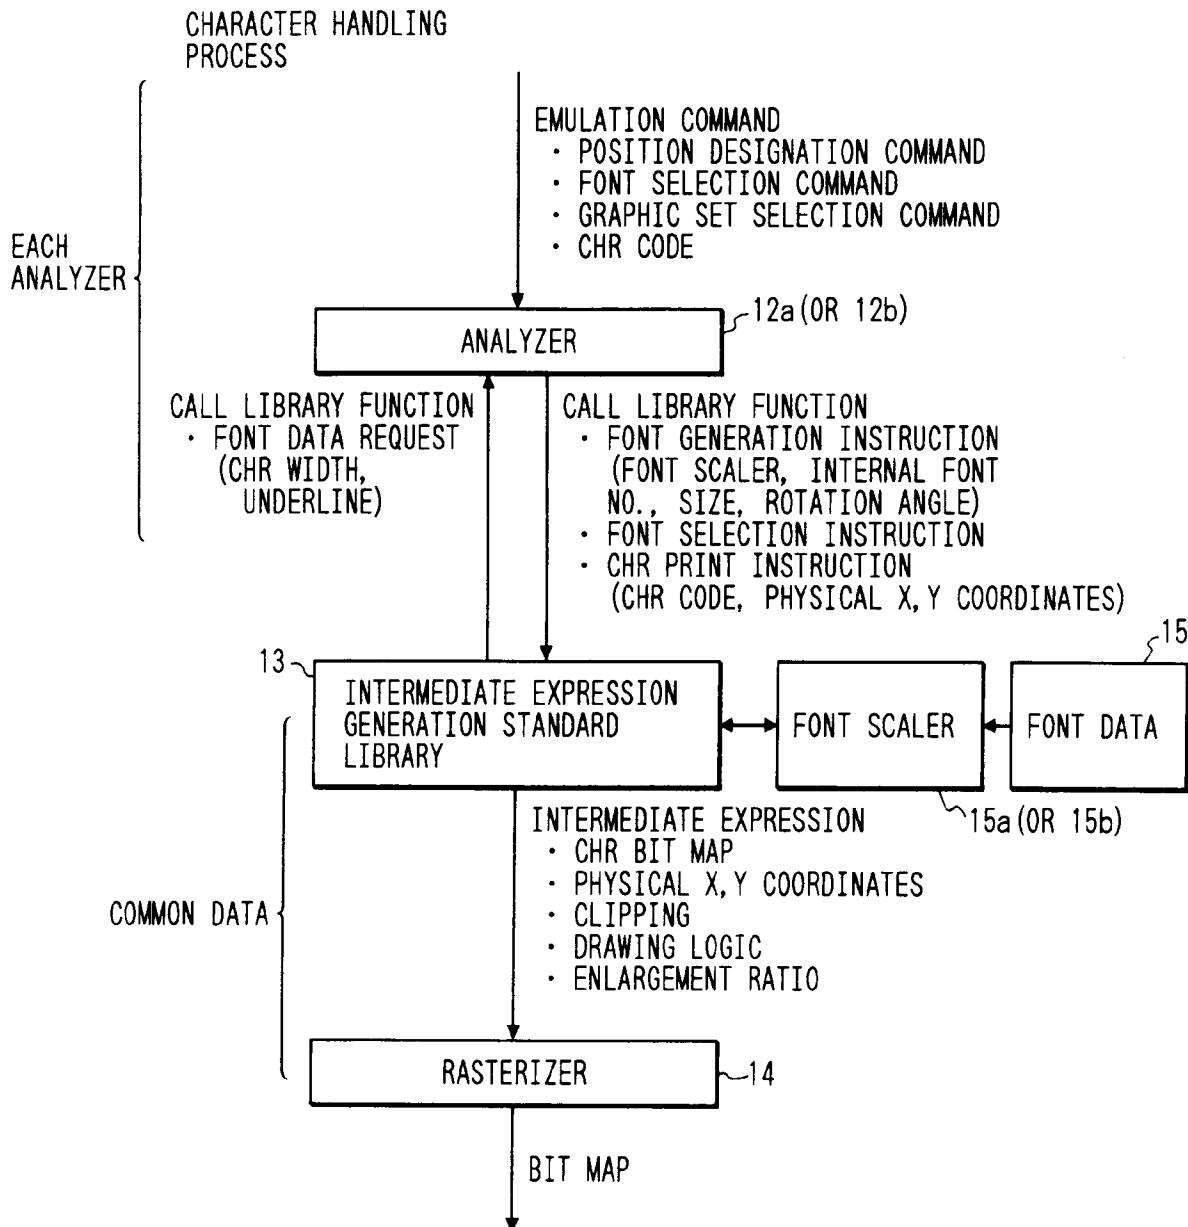 CHARACTER HANDLING
PROCESS
EMULATION COMMAND
· POSITION DESIGNATION COMMAND
· FONT SELECTION COMMAND
· GRAPHIC SET SELECTION COMMAND
· CHR CODE
EACH
ANALYZER
12a(OR 12b)
ANALYZER
CALL LIBRARY FUNCTION
· FONT DATA REQUEST
(CHR WIDTH,
UNDERLINE)
CALL LIBRARY FUNCTION
· FONT GENERATION INSTRUCTION
(FONT SCALER, INTERNAL FONT
NO., SIZE, ROTATION ANGLE)
· FONT SELECTION INSTRUCTION
· CHR PRINT INSTRUCTION
(CHR CODE, PHYSICAL X,Y COORDINATES)
13
INTERMEDIATE EXPRESSION
GENERATION STANDARD
LIBRARY
FONT SCALER
15
FONT DATA
15a(OR 15b)
INTERMEDIATE EXPRESSION
· CHR BIT MAP
· PHYSICAL X,Y COORDINATES
· CLIPPING
· DRAWING LOGIC
· ENLARGEMENT RATIO
COMMON DATA
RASTERIZER
14
BIT MAP